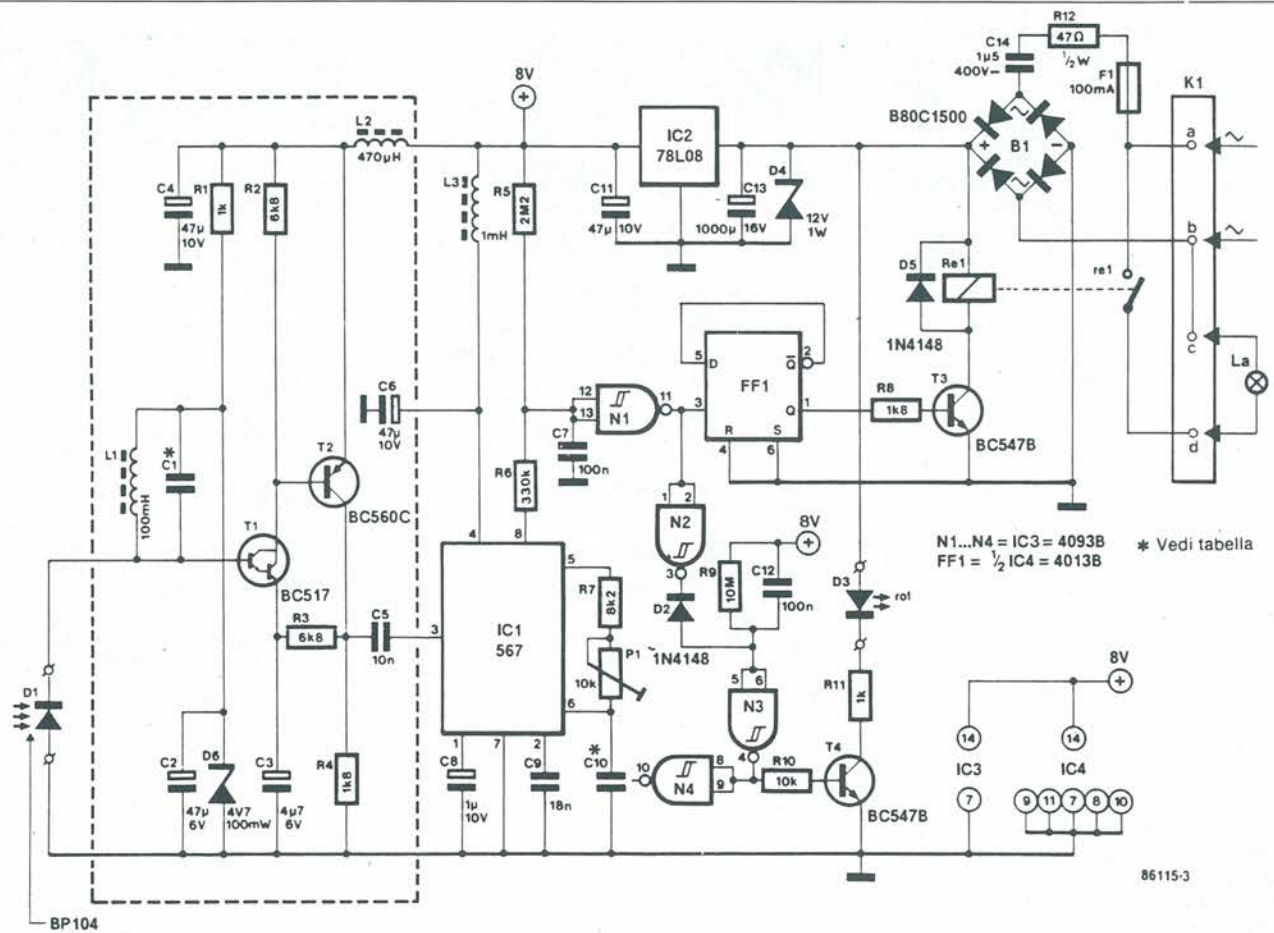 R12
47Ω
½W
C14
1µ5
400V−
F1
100mA
K1
8V
+
B80C1500
B1
+
−
~
~
a
~
b
~
c
d
La
L2
470µH
IC2
78L08
D4
12V
1W
C4
47µ
10V
R1
1k
R2
6k8
L3
1mH
R5
2M2
C11
47µ
10V
C13
1000µ
16V
D5
Re1
re1
1N4148
5
D
Q̅
2
FF1
3
Q
1
R
S
4
6
R8
1k8
T3
BC547B
C6
47µ
10V
12
13
N1
11
C7
100n
R6
330k
L1
100mH
C1
*
T2
BC560C
T1
BC517
1
2
N2
3
8V
+
R9
10M
C12
100n
D2
1N4148
D3
rot
N1...N4 = IC3 = 4093B
FF1 = ½ IC4 = 4013B
* Vedi tabella
4
8
5
3
6
1
7
2
IC1
567
R7
8k2
P1
10k
R3
6k8
C5
10n
5
6
N3
4
R11
1k
8V
+
D1
C2
47µ
6V
D6
4V7
100mW
C3
4µ7
6V
R4
1k8
C8
1µ
10V
C9
18n
*
C10
10
N4
8
9
R10
10k
T4
BC547B
14
IC3
7
14
IC4
9
11
7
8
10
86115-3
BP104